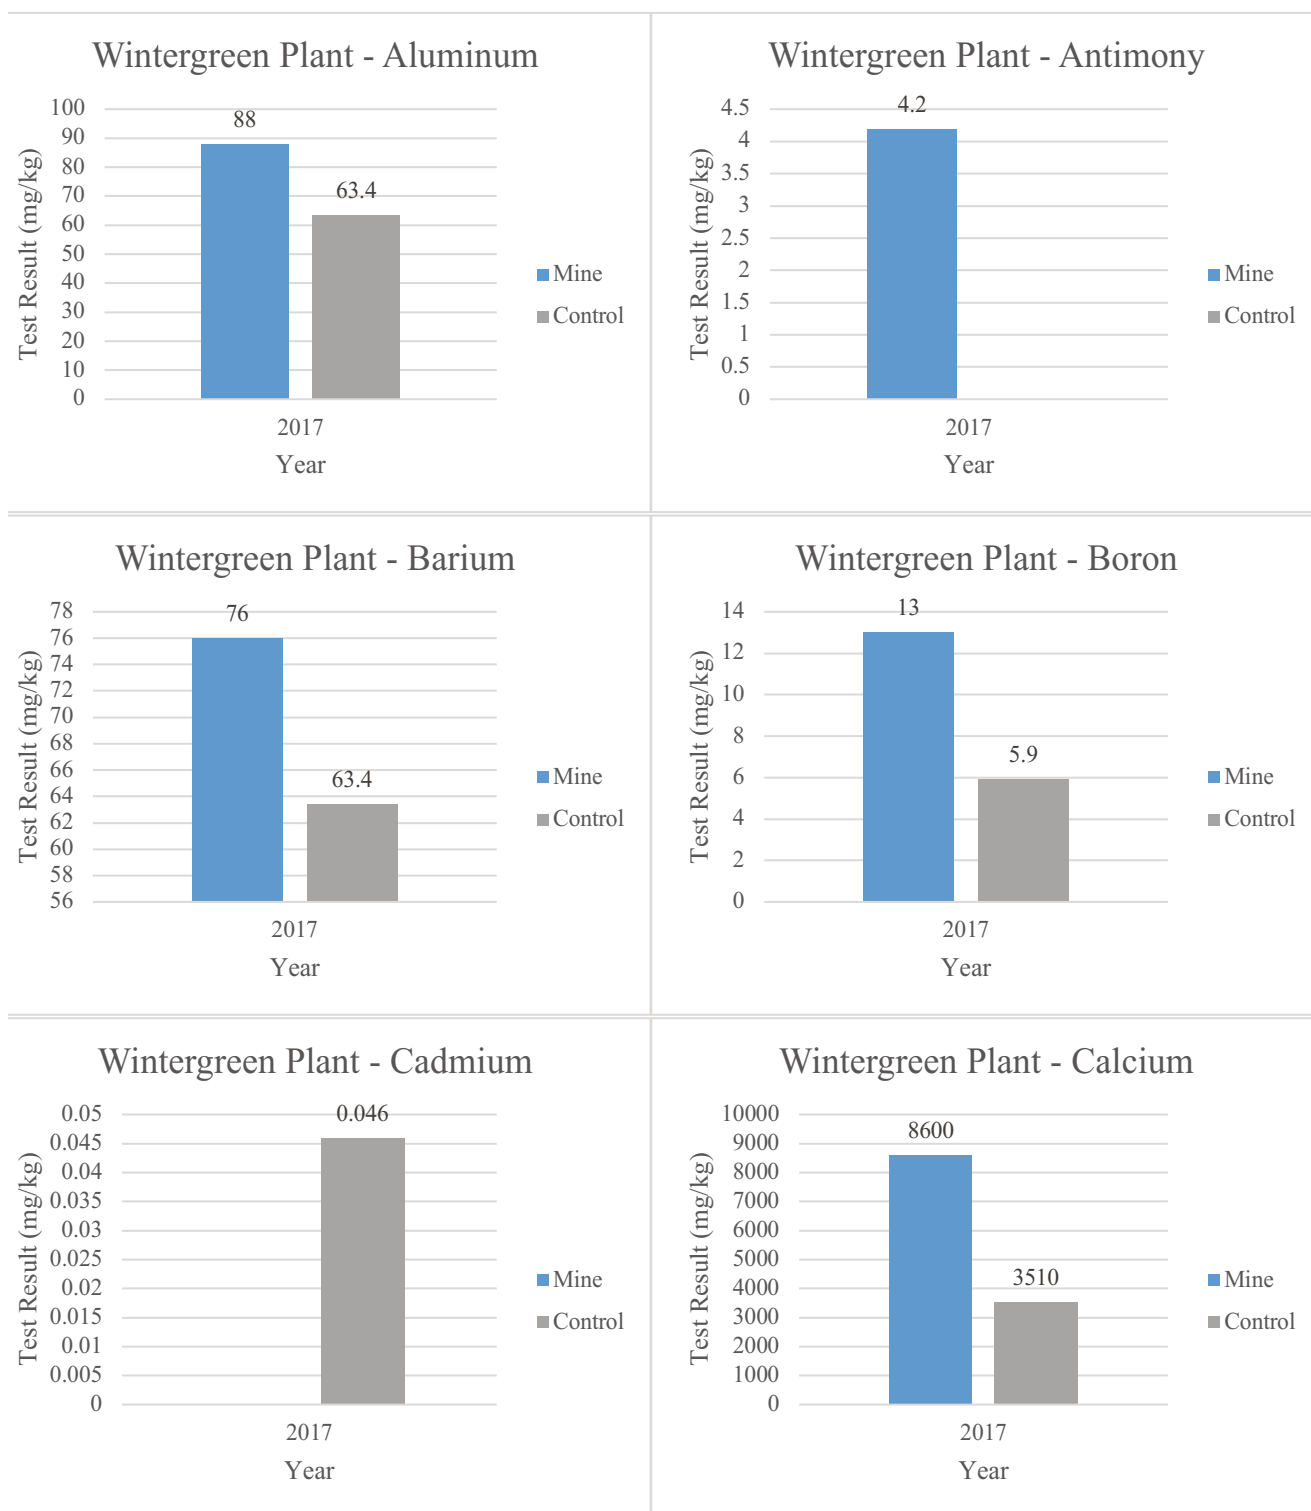 Wintergreen Plant - Aluminum
Test Result (mg/kg)
100
90
80
70
60
50
40
30
20
10
0
88
63.4
2017
Year
Mine
Control
Wintergreen Plant - Antimony
Test Result (mg/kg)
4.5
4
3.5
3
2.5
2
1.5
1
0.5
0
4.2
2017
Year
Mine
Control
Wintergreen Plant - Barium
Test Result (mg/kg)
78
76
74
72
70
68
66
64
62
60
58
56
76
63.4
2017
Year
Mine
Control
Wintergreen Plant - Boron
Test Result (mg/kg)
14
12
10
8
6
4
2
0
13
5.9
2017
Year
Mine
Control
Wintergreen Plant - Cadmium
Test Result (mg/kg)
0.05
0.045
0.04
0.035
0.03
0.025
0.02
0.015
0.01
0.005
0
0.046
2017
Year
Mine
Control
Wintergreen Plant - Calcium
Test Result (mg/kg)
10000
9000
8000
7000
6000
5000
4000
3000
2000
1000
0
8600
3510
2017
Year
Mine
Control